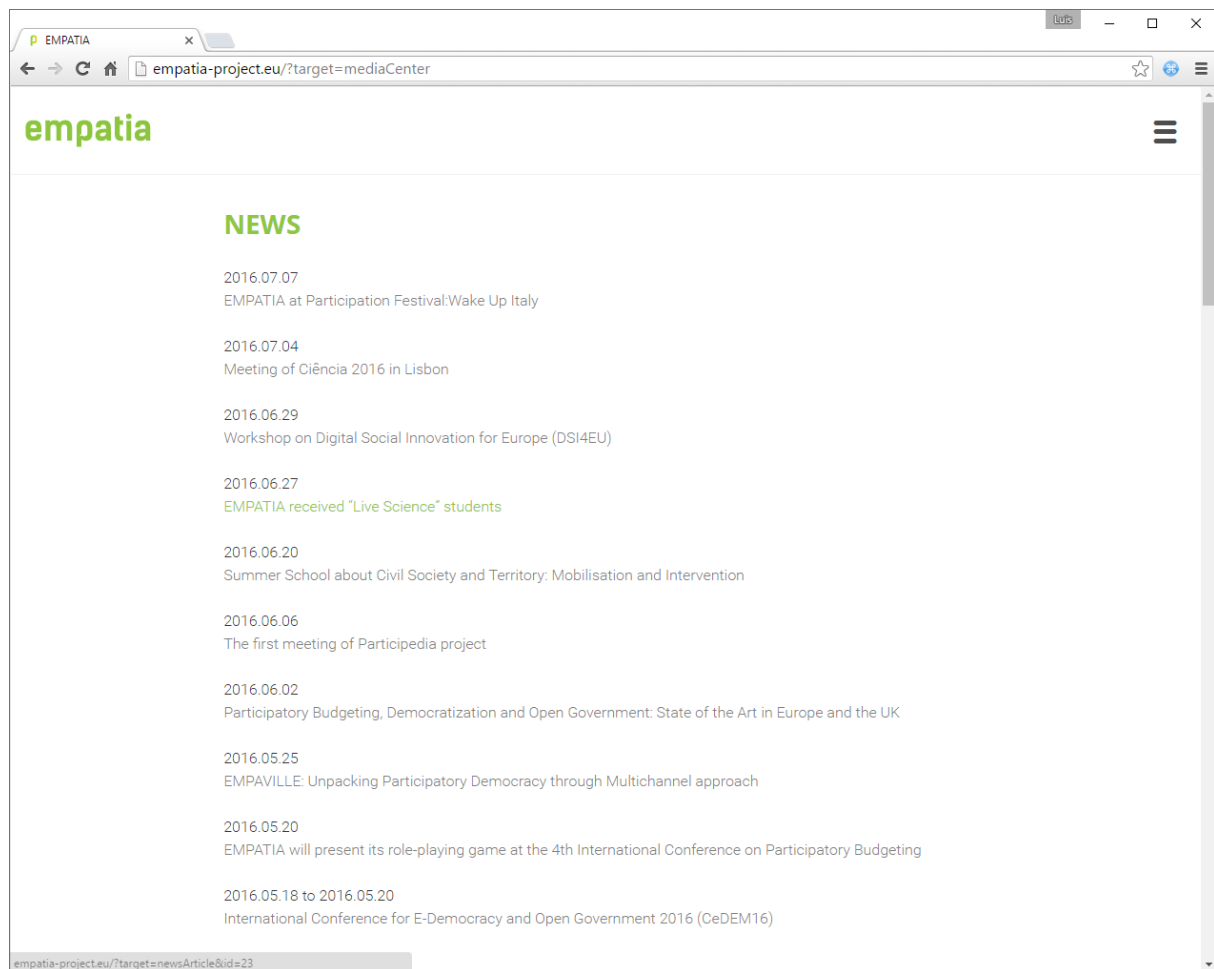 Luis
EMPATIA
empatia-project.eu/?target=mediaCenter
empatia
NEWS
2016.07.07
EMPATIA at Participation Festival:Wake Up Italy
2016.07.04
Meeting of Ciência 2016 in Lisbon
2016.06.29
Workshop on Digital Social Innovation for Europe (DSI4EU)
2016.06.27
EMPATIA received “Live Science” students
2016.06.20
Summer School about Civil Society and Territory: Mobilisation and Intervention
2016.06.06
The first meeting of Participedia project
2016.06.02
Participatory Budgeting, Democratization and Open Government: State of the Art in Europe and the UK
2016.05.25
EMPAVILLE: Unpacking Participatory Democracy through Multichannel approach
2016.05.20
EMPATIA will present its role-playing game at the 4th International Conference on Participatory Budgeting
2016.05.18 to 2016.05.20
International Conference for E-Democracy and Open Government 2016 (CeDEM16)
empatia-project.eu/?target=newsArticle&id=23